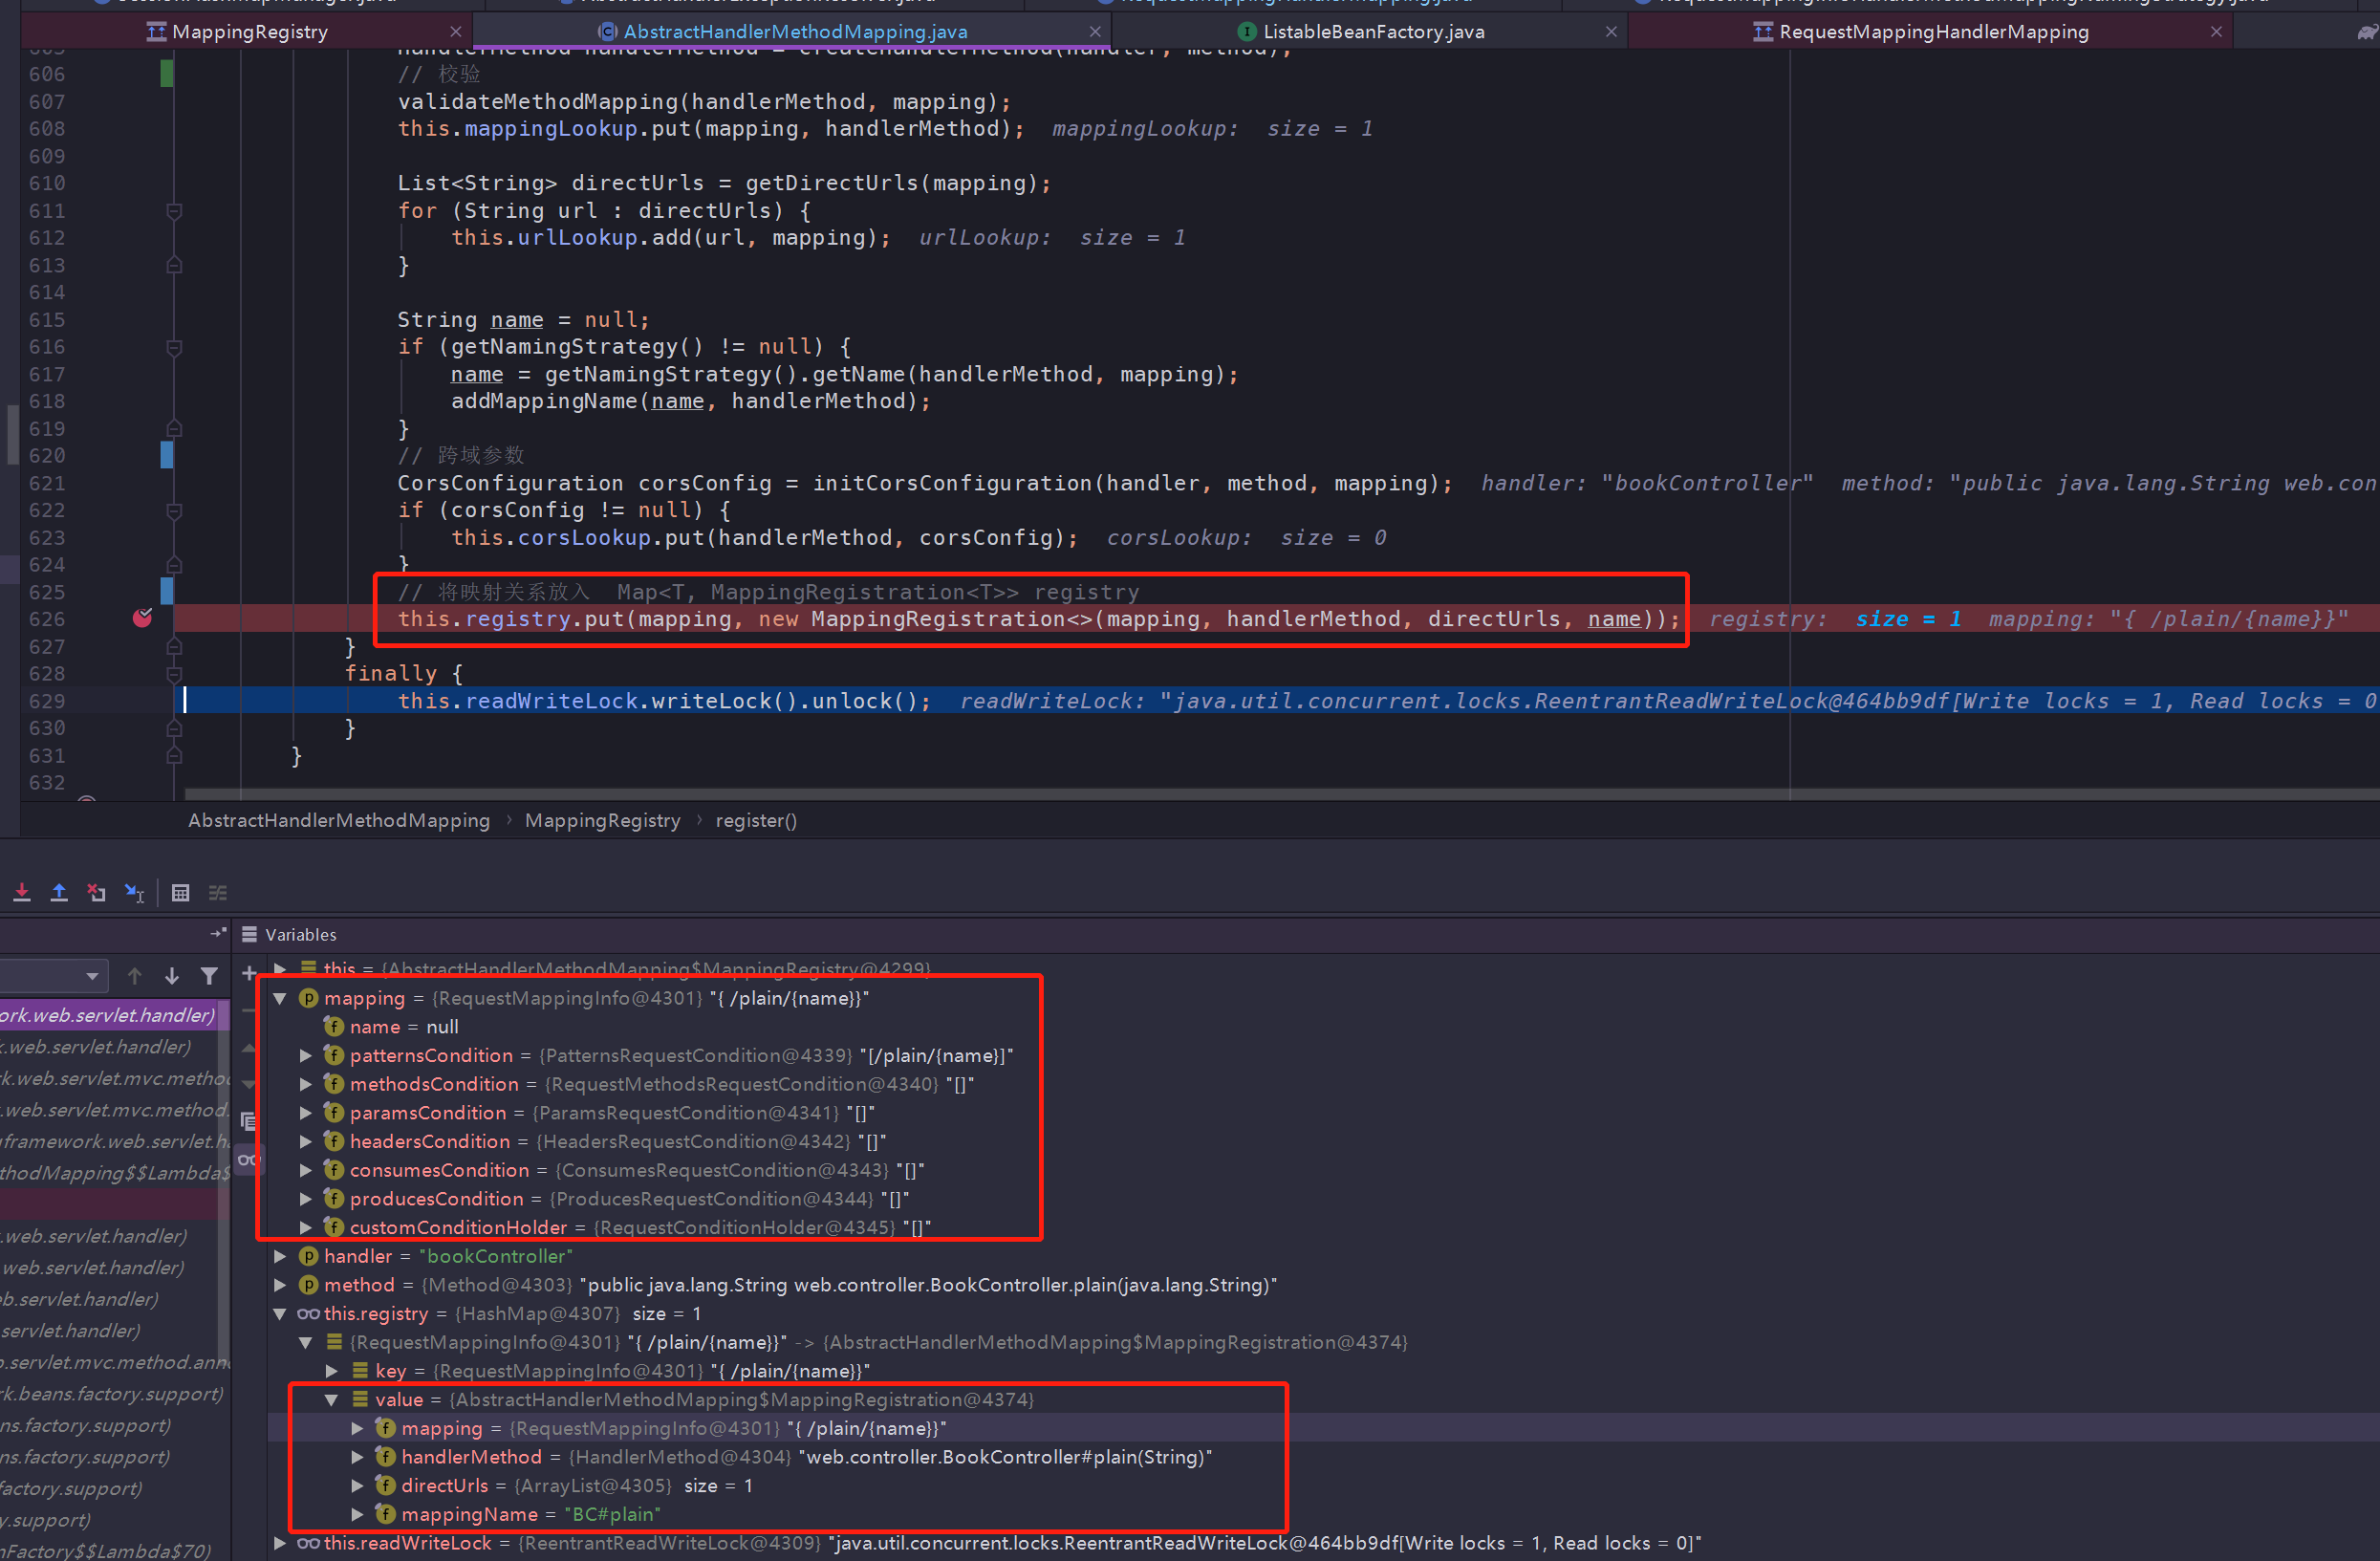 MappingRegistry
AbstractHandlerMethodMapping.java
ListableBeanFactory.java
RequestMappingHandlerMapping
606 // 校验
607 validateMethodMapping(handlerMethod, mapping);
608 this.mappingLookup.put(mapping, handlerMethod); mappingLookup: size = 1
609
610 List<String> directUrls = getDirectUrls(mapping);
611 for (String url : directUrls) {
612 this.urlLookup.add(url, mapping); urlLookup: size = 1
613 }
614
615 String name = null;
616 if (getNamingStrategy() != null) {
617 name = getNamingStrategy().getName(handlerMethod, mapping);
618 addMappingName(name, handlerMethod);
619 }
620 // 跨域参数
621 CorsConfiguration corsConfig = initCorsConfiguration(handler, method, mapping); handler: "bookController" method: "public java.lang.String web.con
622 if (corsConfig != null) {
623 this.corsLookup.put(handlerMethod, corsConfig); corsLookup: size = 0
624 }
625 // 将映射关系放入 Map<T, MappingRegistration<T>> registry
626 this.registry.put(mapping, new MappingRegistration<>(mapping, handlerMethod, directUrls, name)); registry: size = 1 mapping: "{ /plain/{name}}"
627 }
628 finally {
629 this.readWriteLock.writeLock().unlock(); readWriteLock: "java.util.concurrent.locks.ReentrantReadWriteLock@464bb9df[Write locks = 1, Read locks = 0
630 }
631 }
632
AbstractHandlerMethodMapping › MappingRegistry › register()
Variables
this = {AbstractHandlerMethodMapping$MappingRegistry@4299}
mapping = {RequestMappingInfo@4301} "{ /plain/{name}}"
name = null
patternsCondition = {PatternsRequestCondition@4339} "[/plain/{name}]"
methodsCondition = {RequestMethodsRequestCondition@4340} "[]"
paramsCondition = {ParamsRequestCondition@4341} "[]"
headersCondition = {HeadersRequestCondition@4342} "[]"
consumesCondition = {ConsumesRequestCondition@4343} "[]"
producesCondition = {ProducesRequestCondition@4344} "[]"
customConditionHolder = {RequestConditionHolder@4345} "[]"
handler = "bookController"
method = {Method@4303} "public java.lang.String web.controller.BookController.plain(java.lang.String)"
this.registry = {HashMap@4307} size = 1
{RequestMappingInfo@4301} "{ /plain/{name}}" -> {AbstractHandlerMethodMapping$MappingRegistration@4374}
key = {RequestMappingInfo@4301} "{ /plain/{name}}"
value = {AbstractHandlerMethodMapping$MappingRegistration@4374}
mapping = {RequestMappingInfo@4301} "{ /plain/{name}}"
handlerMethod = {HandlerMethod@4304} "web.controller.BookController#plain(String)"
directUrls = {ArrayList@4305} size = 1
mappingName = "BC#plain"
this.readWriteLock = {ReentrantReadWriteLock@4309} "java.util.concurrent.locks.ReentrantReadWriteLock@464bb9df[Write locks = 1, Read locks = 0]"
ork.web.servlet.handler)
k.web.servlet.handler)
rk.web.servlet.mvc.metho
.web.servlet.mvc.method.
gframework.web.servlet.ha
thodMapping$$Lambda$
.web.servlet.handler)
web.servlet.handler)
eb.servlet.handler)
servlet.handler)
b.servlet.mvc.method.anno
rk.beans.factory.support)
ns.factory.support)
ns.factory.support)
factory.support)
y.support)
nFactory$$Lambda$70)